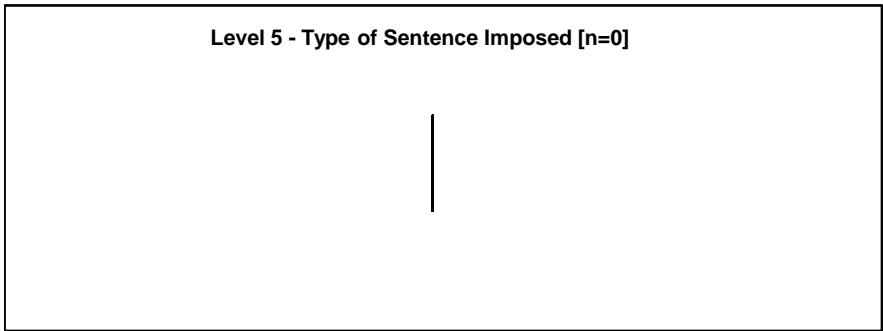 Level 5 - Type of Sentence Imposed [n=0]